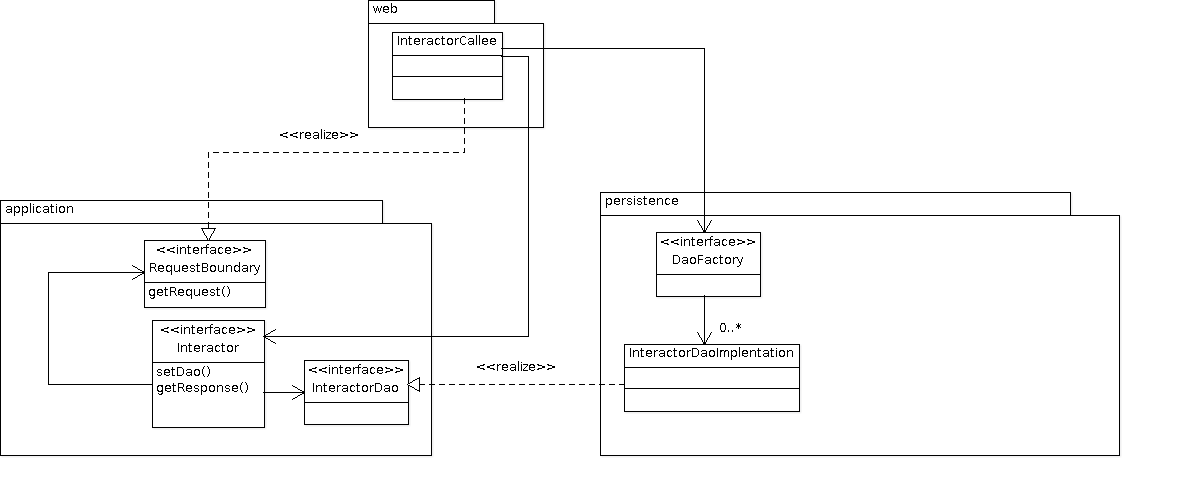 web
InteractorCallee
<<realize>>
application
<<interface>>
RequestBoundary
getRequest()
<<interface>>
Interactor
setDao()
getResponse()
<<interface>>
InteractorDao
<<realize>>
persistence
<<interface>>
DaoFactory
0..*
InteractorDaoImplentation